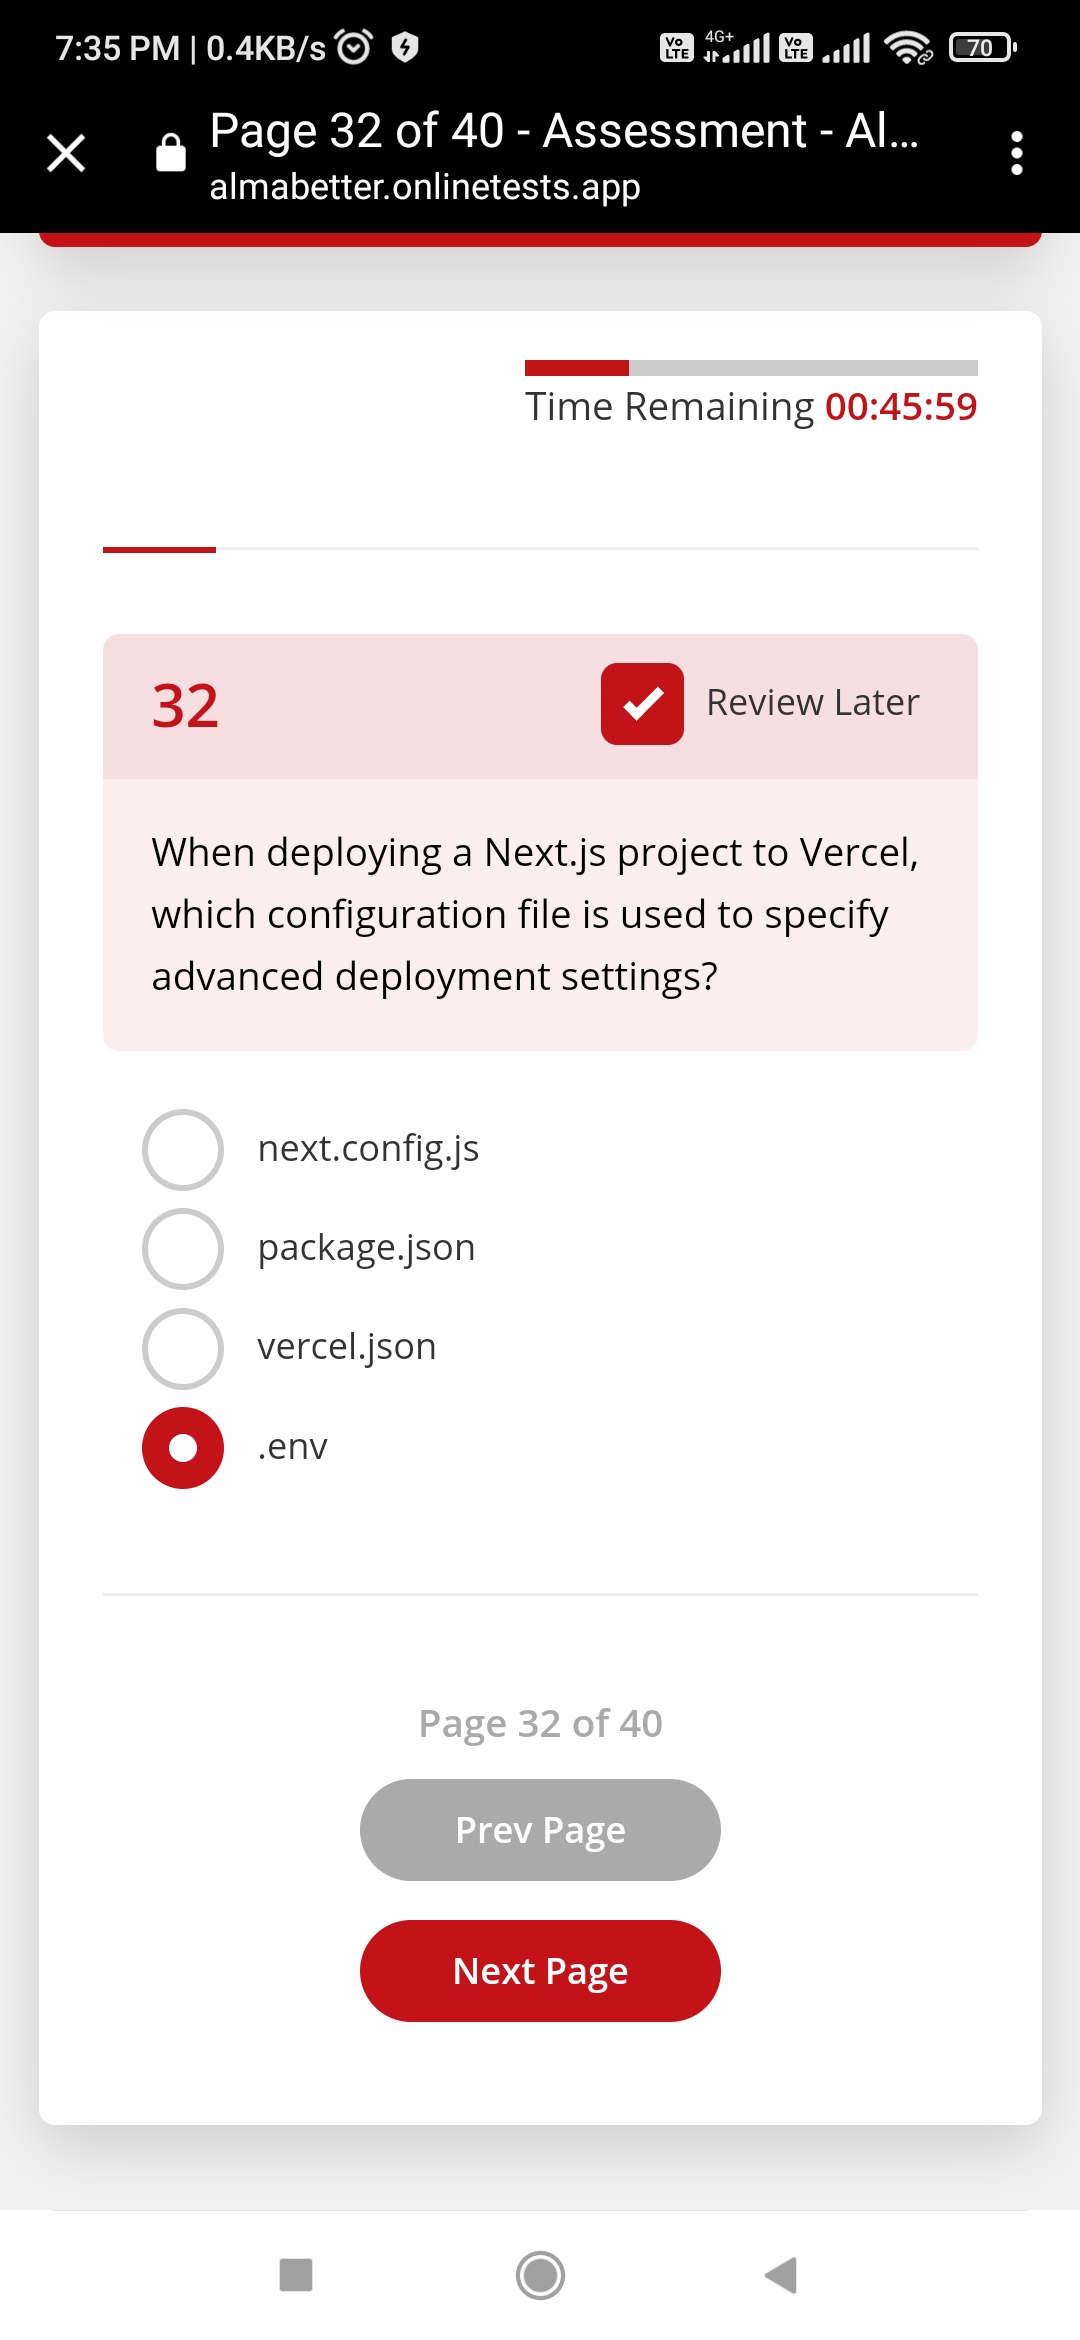 7:35 PM | 0.4KB/s
Vo LTE 4G+ Vo LTE 70
Page 32 of 40 - Assessment - Al...
almabetter.onlinetests.app
Time Remaining 00:45:59
32 Review Later
When deploying a Next.js project to Vercel,
which configuration file is used to specify
advanced deployment settings?
next.config.js
package.json
vercel.json
.env
Page 32 of 40
Prev Page
Next Page